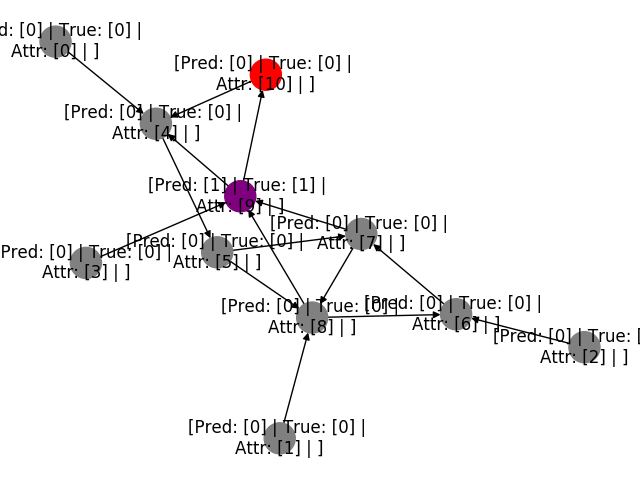 d: [0] | True: [0] |
Attr: [0] | ]
[Pred: [0] | True: [0] |
Attr: [10] | ]
[Pred: [0] | True: [0] |
Attr: [4] | ]
[Pred: [1] | True: [1] |
Attr: [9] | ]
[Pred: [0] | True: [0] |
Attr: [7] | ]
[Pred: [0] | True: [0] |
Attr: [5] | ]
Pred: [0] | True: [0] |
Attr: [3] | ]
[Pred: [0] | True: [0] |
Attr: [8] | ]
[Pred: [0] | True: [0] |
Attr: [6] | ]
[Pred: [0] | True: [
Attr: [2] | ]
[Pred: [0] | True: [0] |
Attr: [1] | ]